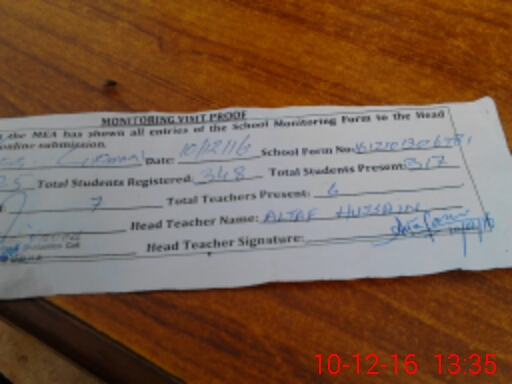 MONITORING VISIT PROOF
the MEA has shown all entries of the School Monitoring Form to the Head
online submission.
Date: 10/12/16 School Form No:
Total Students Registered: 348 Total Students Present: 317
7 Total Teachers Present: 6
Head Teacher Name: ALTAF HUSSAIN
Head Teacher Signature:
10-12-16 13:35